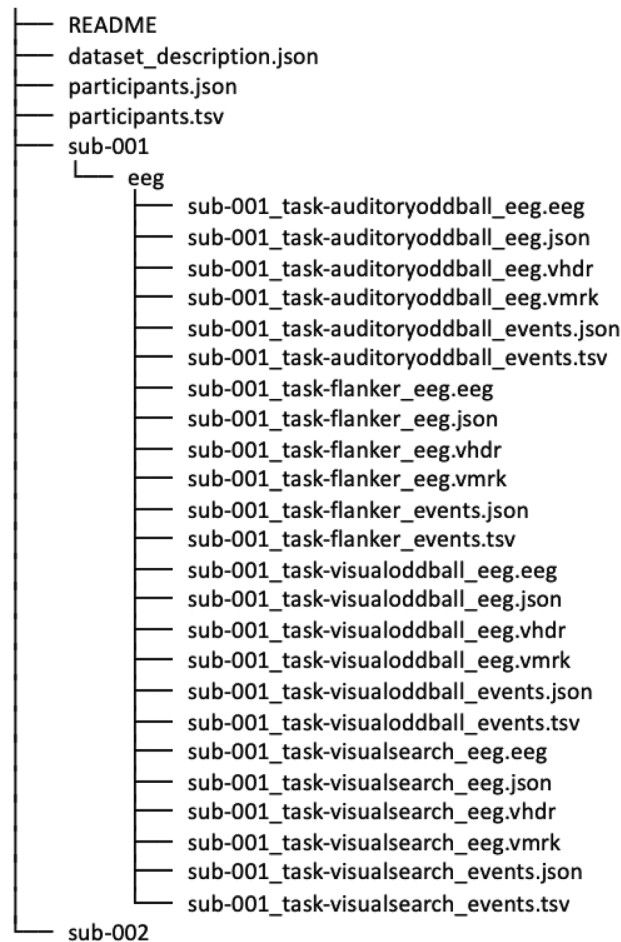 README
dataset_description.json
participants.json
participants.tsv
sub-001
eeg
sub-001_task-auditoryoddball_eeg.eeg
sub-001_task-auditoryoddball_eeg.json
sub-001_task-auditoryoddball_eeg.vhdr
sub-001_task-auditoryoddball_eeg.vmrk
sub-001_task-auditoryoddball_events.json
sub-001_task-auditoryoddball_events.tsv
sub-001_task-flanker_eeg.eeg
sub-001_task-flanker_eeg.json
sub-001_task-flanker_eeg.vhdr
sub-001_task-flanker_eeg.vmrk
sub-001_task-flanker_events.json
sub-001_task-flanker_events.tsv
sub-001_task-visualoddball_eeg.eeg
sub-001_task-visualoddball_eeg.json
sub-001_task-visualoddball_eeg.vhdr
sub-001_task-visualoddball_eeg.vmrk
sub-001_task-visualoddball_events.json
sub-001_task-visualoddball_events.tsv
sub-001_task-visualsearch_eeg.eeg
sub-001_task-visualsearch_eeg.json
sub-001_task-visualsearch_eeg.vhdr
sub-001_task-visualsearch_eeg.vmrk
sub-001_task-visualsearch_events.json
sub-001_task-visualsearch_events.tsv
sub-002